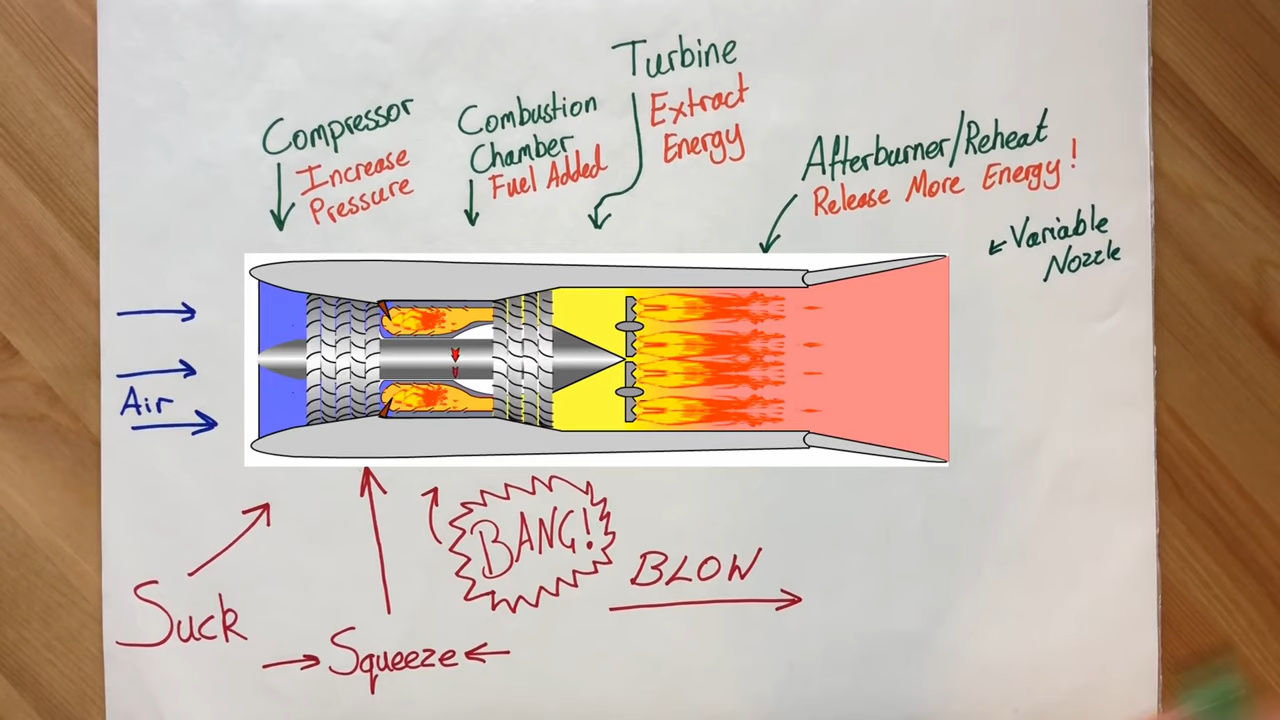 Turbine
Extract
Energy
Compressor
Increase
Pressure
Combustion
Chamber
Fuel Added
Afterburner/Reheat
Release More Energy!
Variable
Nozzle
Air
Suck
Squeeze
BANG!
BLOW